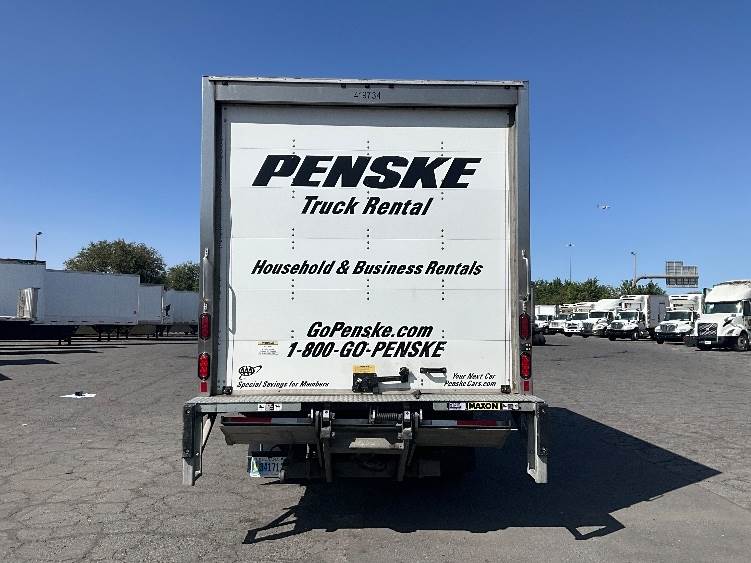 419734
PENSKE
Truck Rental
Household & Business Rentals
GoPenske.com
1-800-GO-PENSKE
AAA
Special Savings for Members
Your Next Car
PenskeCars.com
MAXON